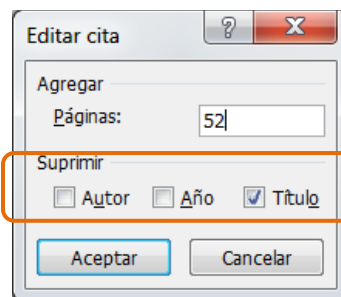 Editar cita
Agregar
Páginas: 52
Suprimir
Autor Año Título
Aceptar Cancelar